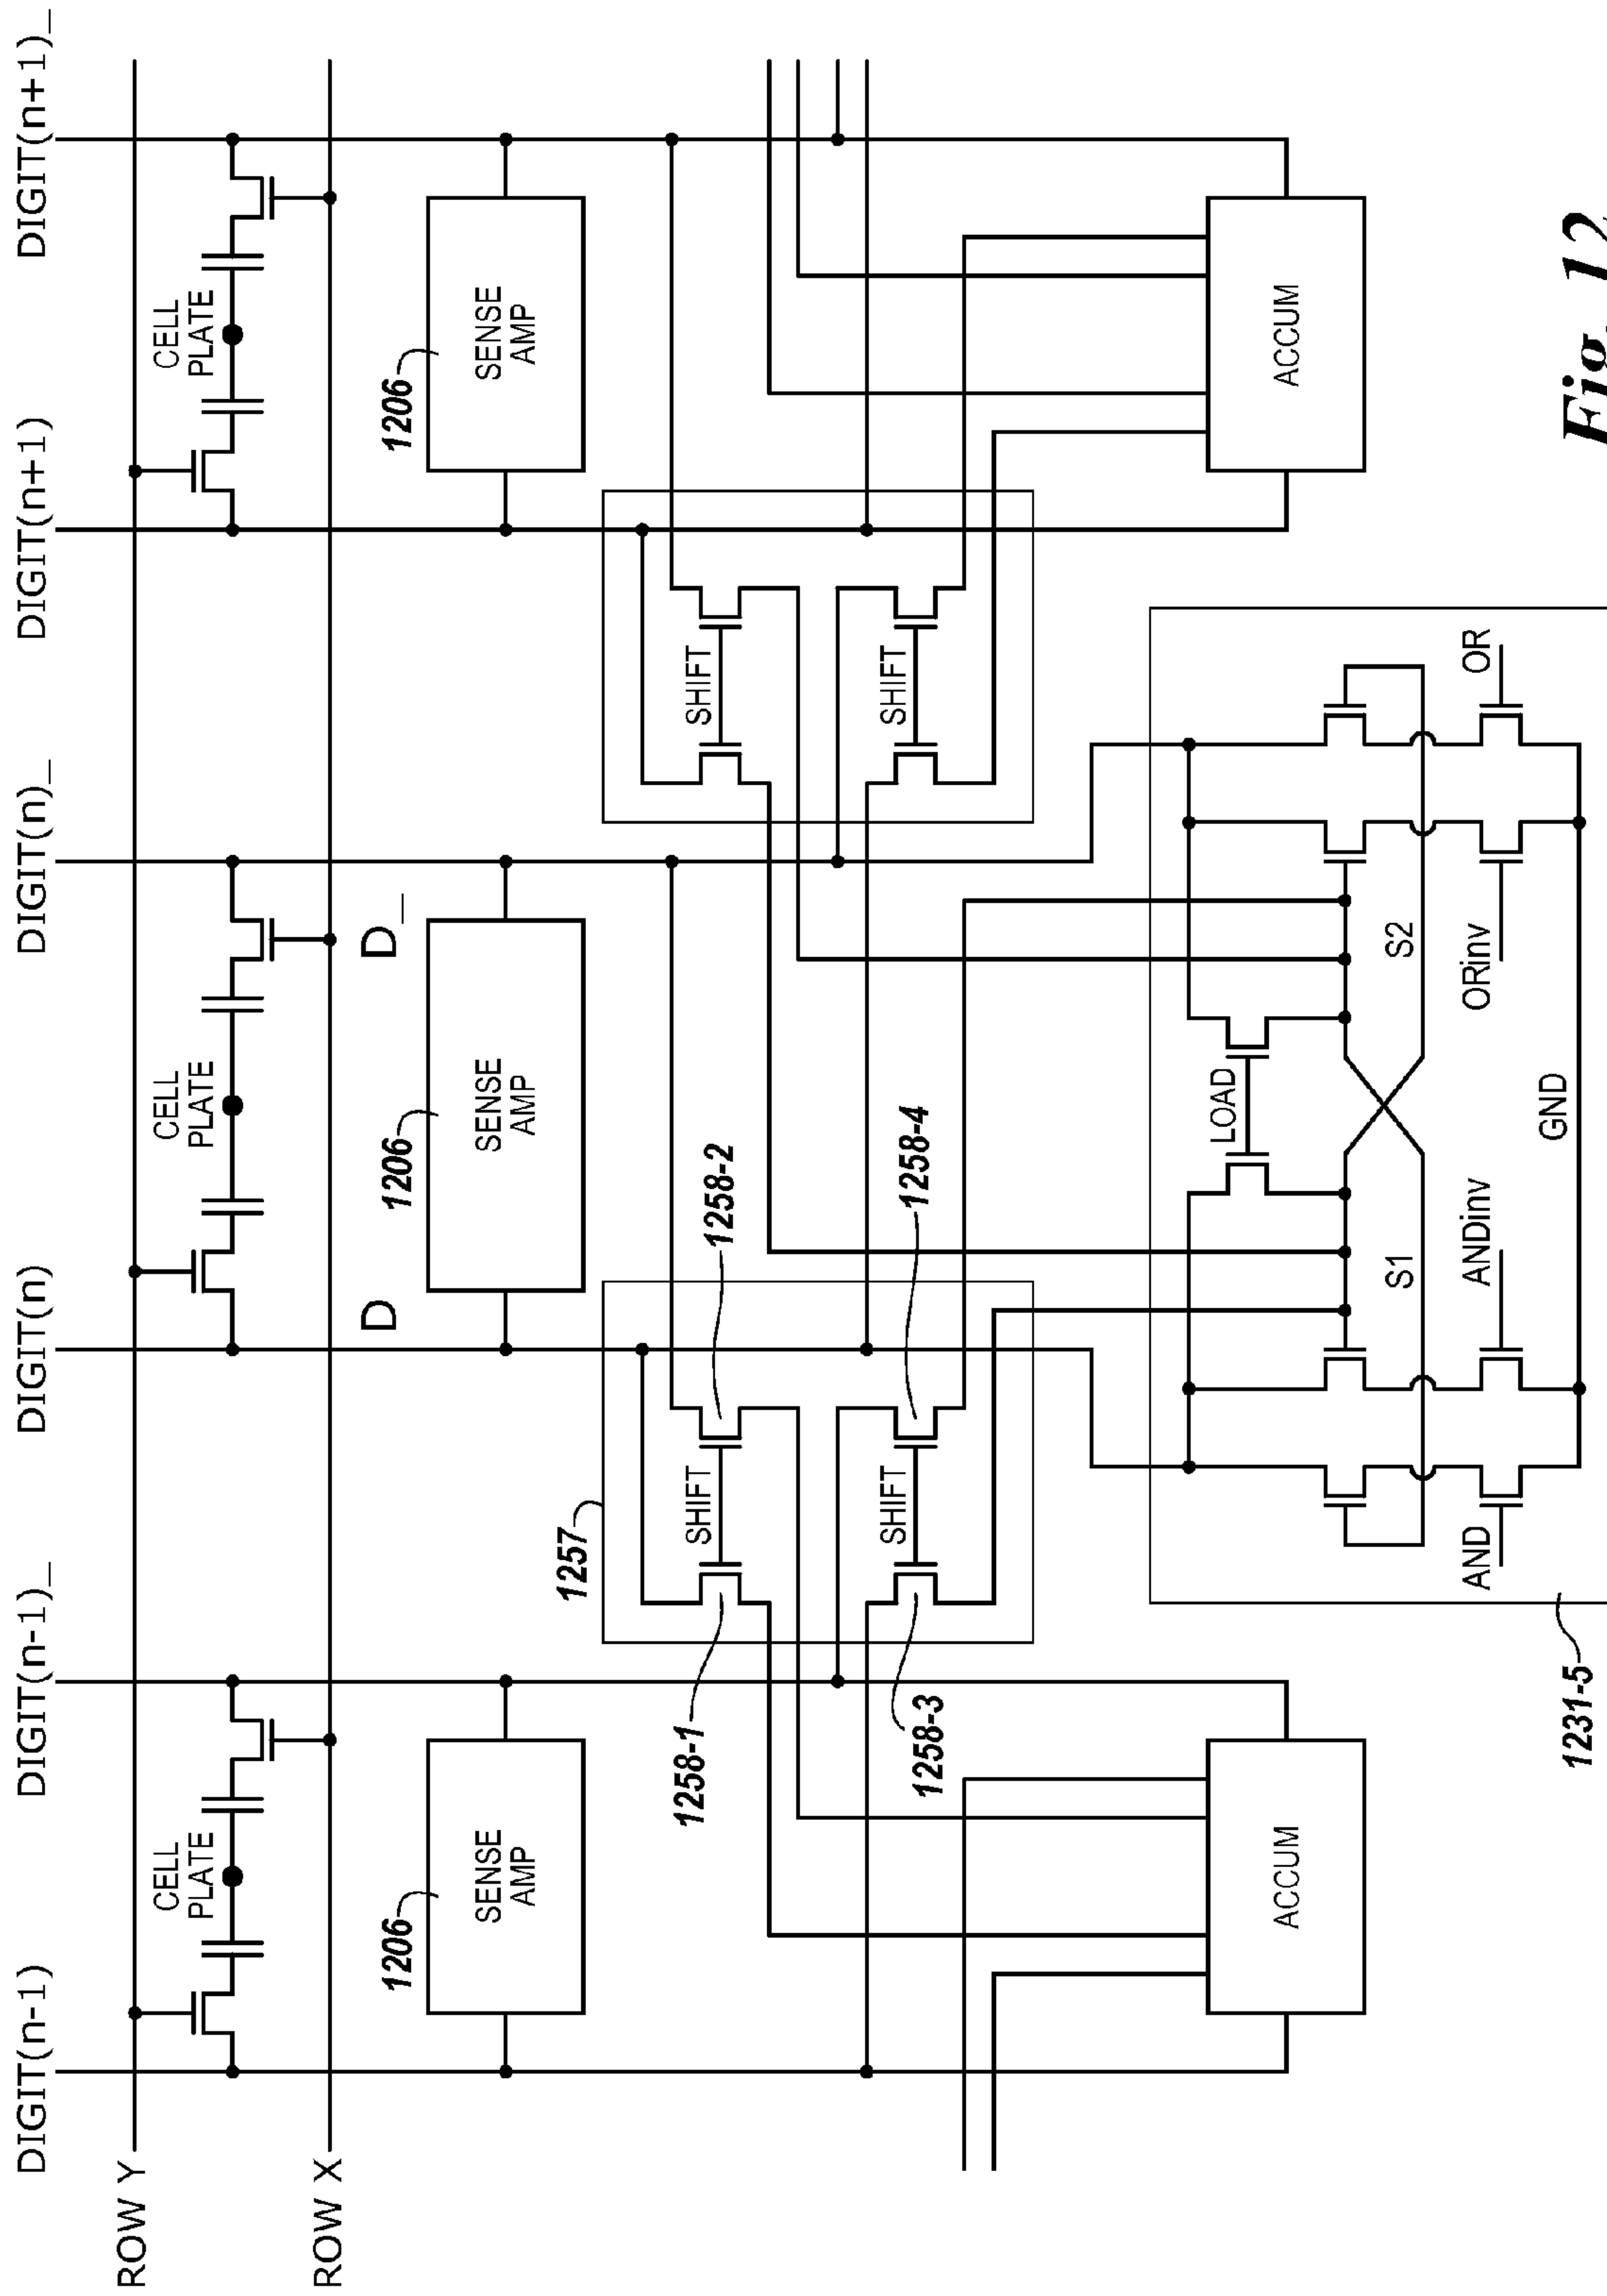 DIGIT(n-1)
DIGIT(n-1)_
DIGIT(n)
DIGIT(n)_
DIGIT(n+1)
DIGIT(n+1)_
ROW Y
CELL
PLATE
CELL
PLATE
CELL
PLATE
ROW X
D
D_
1206
1206
1206
SENSE
AMP
SENSE
AMP
SENSE
AMP
1257
1258-1
SHIFT
1258-2
SHIFT
1258-3
SHIFT
1258-4
SHIFT
ACCUM
LOAD
ACCUM
S1
S2
AND
ANDinv
ORinv
OR
GND
1231-5
Fig. 12